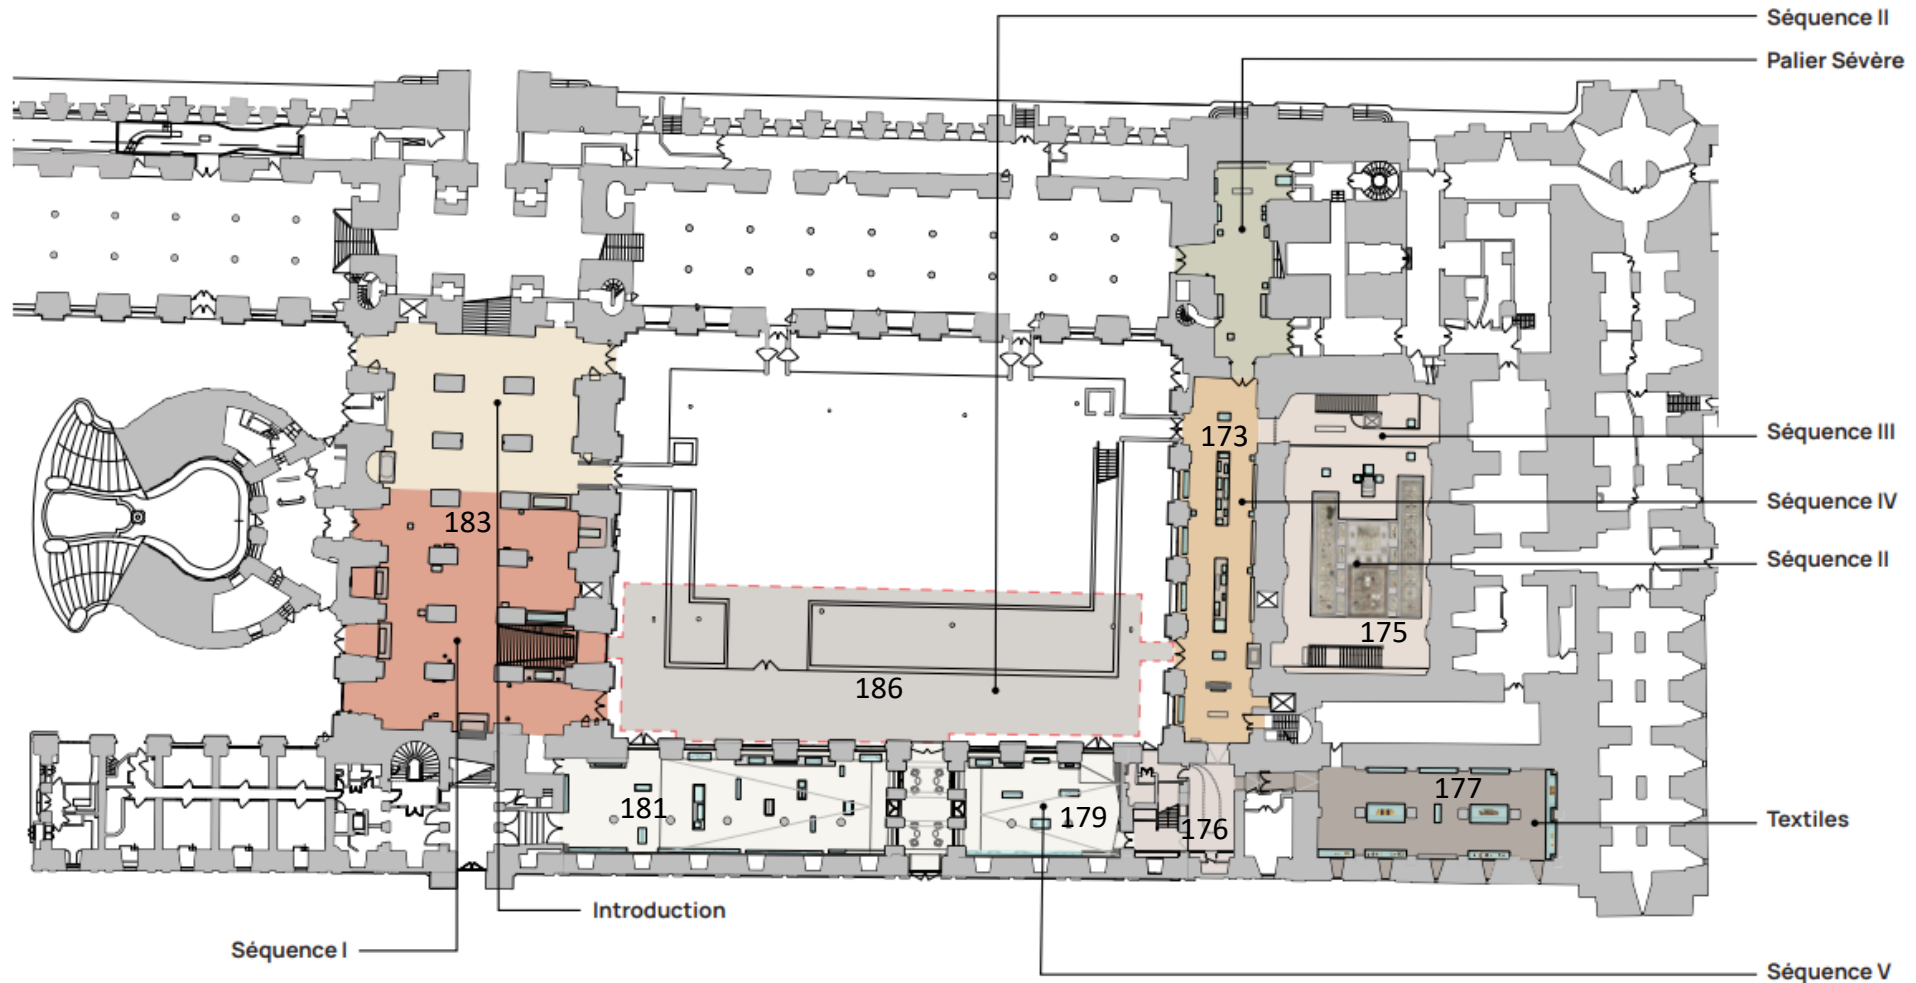 Séquence II
Palier Sévère
173
Séquence III
183
Séquence IV
Séquence II
175
186
181
179
176
177
Textiles
Introduction
Séquence I
Séquence V